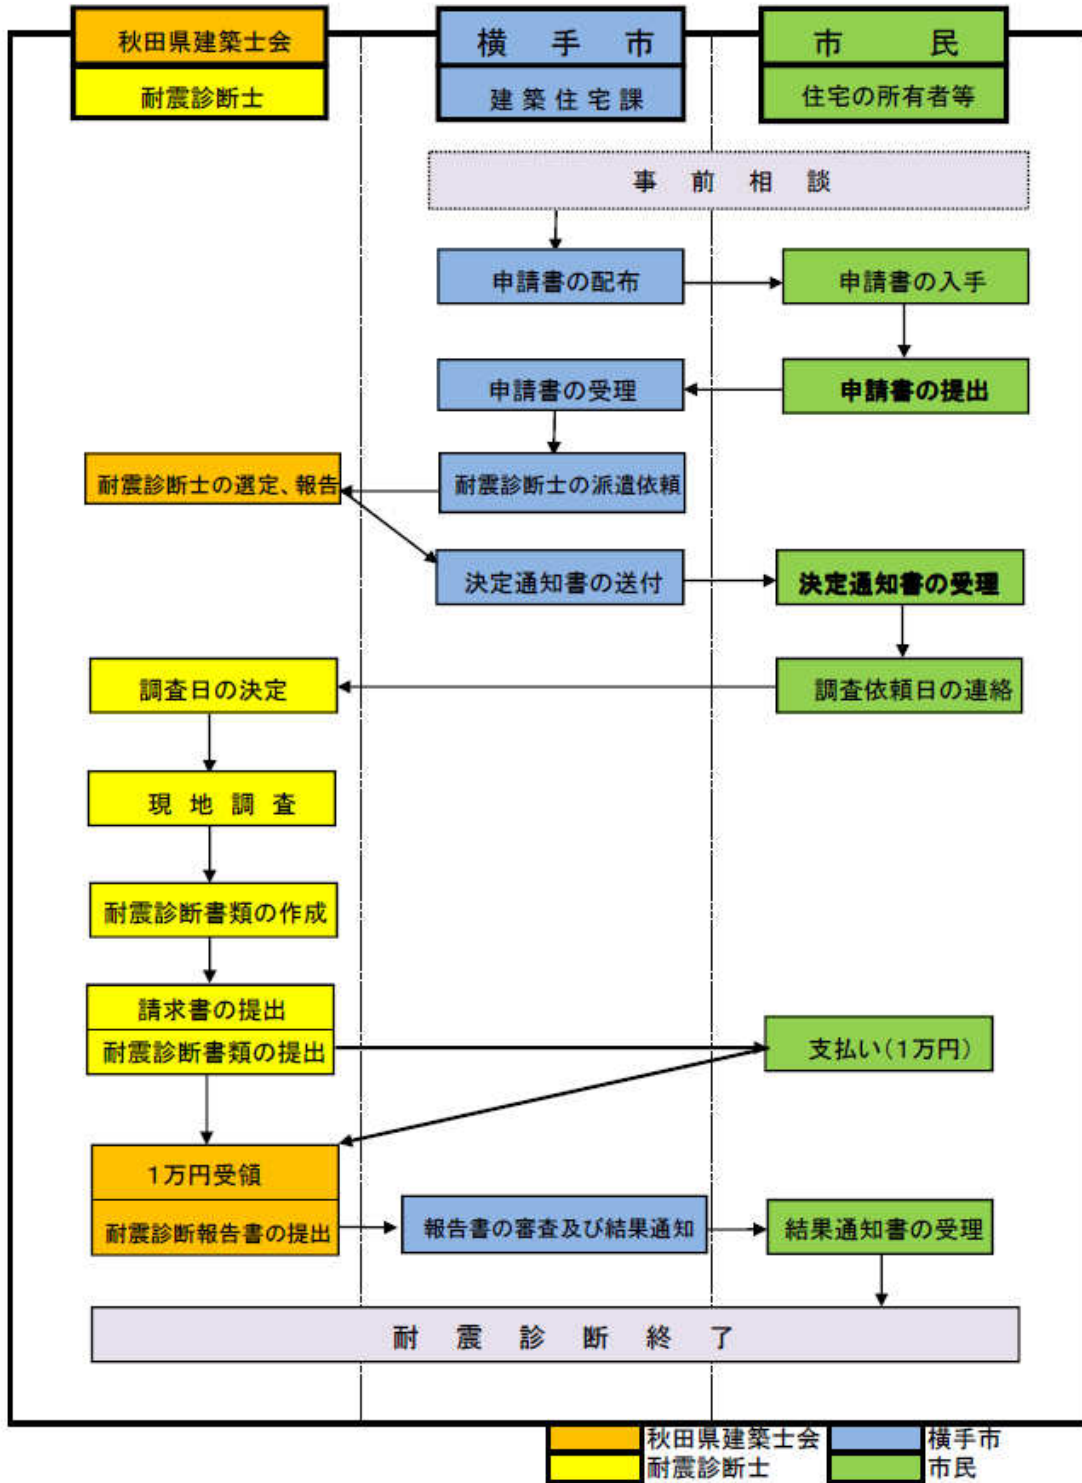 秋田県建築士会
耐震診断士
横手市
建築住宅課
市民
住宅の所有者等
事前相談
申請書の配布
申請書の入手
申請書の受理
申請書の提出
耐震診断士の選定、報告
耐震診断士の派遣依頼
決定通知書の送付
決定通知書の受理
調査日の決定
調査依頼日の連絡
現地調査
耐震診断書類の作成
請求書の提出
耐震診断書類の提出
支払い(1万円)
1万円受領
耐震診断報告書の提出
報告書の審査及び結果通知
結果通知書の受理
耐震診断終了
秋田県建築士会
横手市
耐震診断士
市民